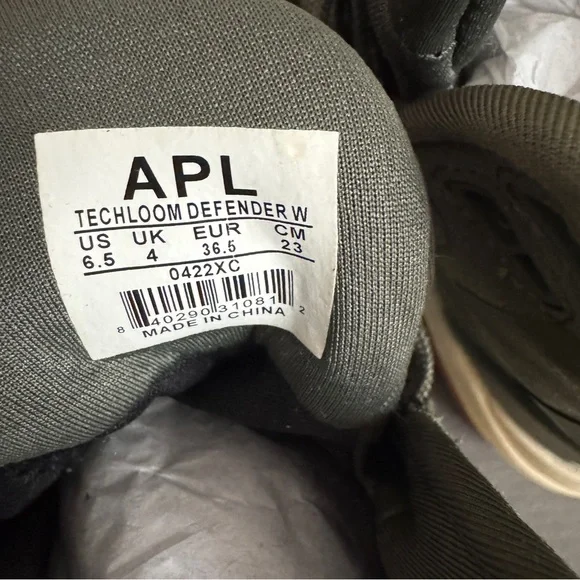 APL
TECHLOOM DEFENDER W
US UK EUR CM
6.5 4 36.5 23
0422XC
8 40290 31081 2
MADE IN CHINA